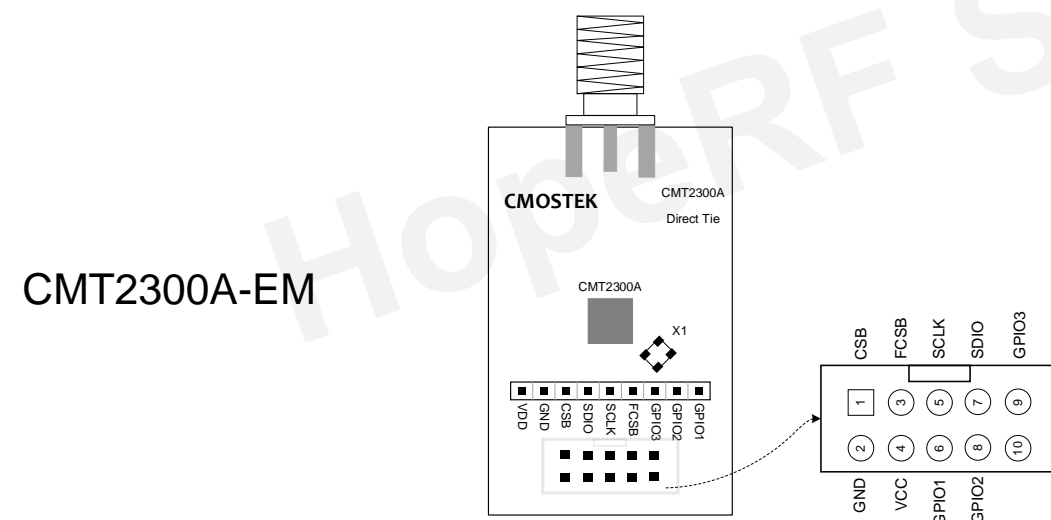 HopeRF S
CMOSTEK
CMT2300A
Direct Tie
CMT2300A-EM
CMT2300A
X1
VDD
GND
CSB
SDIO
SCLK
FCSB
GPIO3
GPIO2
GPIO1
CSB
FCSB
SCLK
SDIO
GPIO3
1
3
5
7
9
2
4
6
8
10
GND
VCC
GPIO1
GPIO2